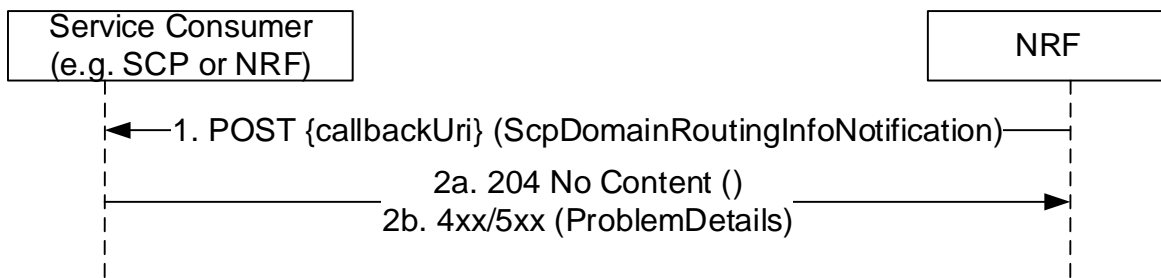 Service Consumer
(e.g. SCP or NRF)
NRF
1. POST {callbackUri} (ScpDomainRoutingInfoNotification)
2a. 204 No Content ()
2b. 4xx/5xx (ProblemDetails)